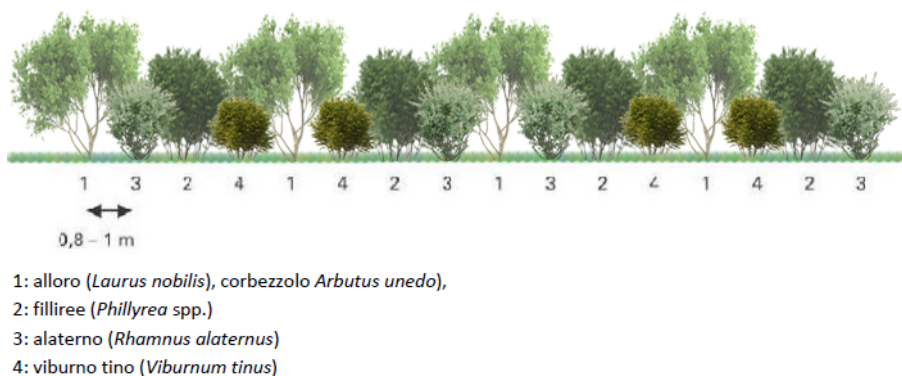 1 3 2 4 1 4 2 3 1 3 2 4 1 4 2 3
0,8 – 1 m
1: alloro (Laurus nobilis), corbezzolo Arbutus unedo),
2: filliree (Phillyrea spp.)
3: alaterno (Rhamnus alaternus)
4: viburno tino (Viburnum tinus)